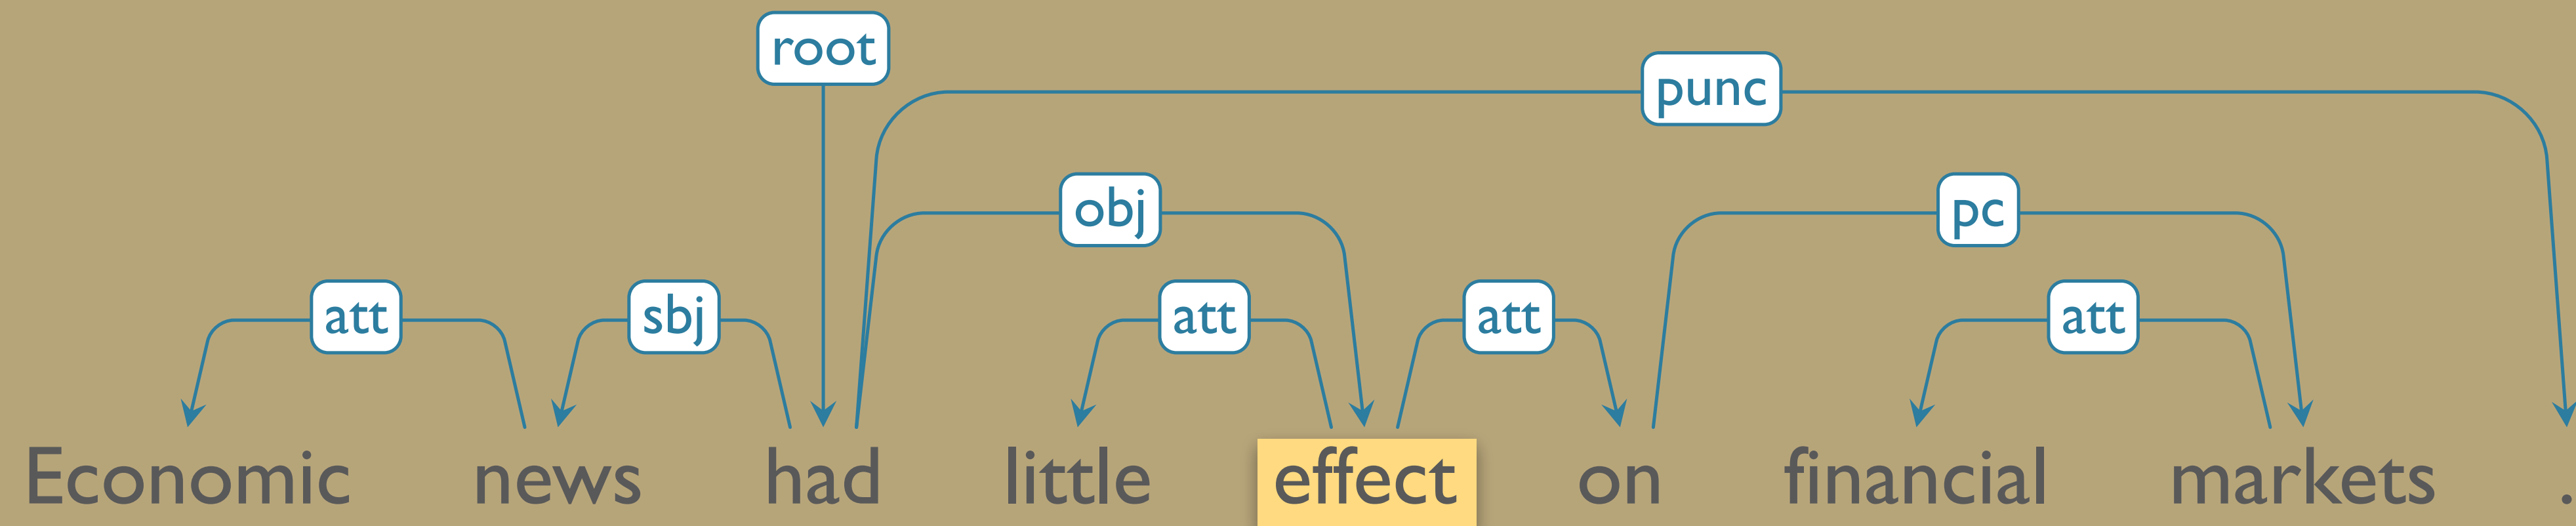 root
punc
obj pc
att sbj att att att
Economic news had little effect on financial markets .